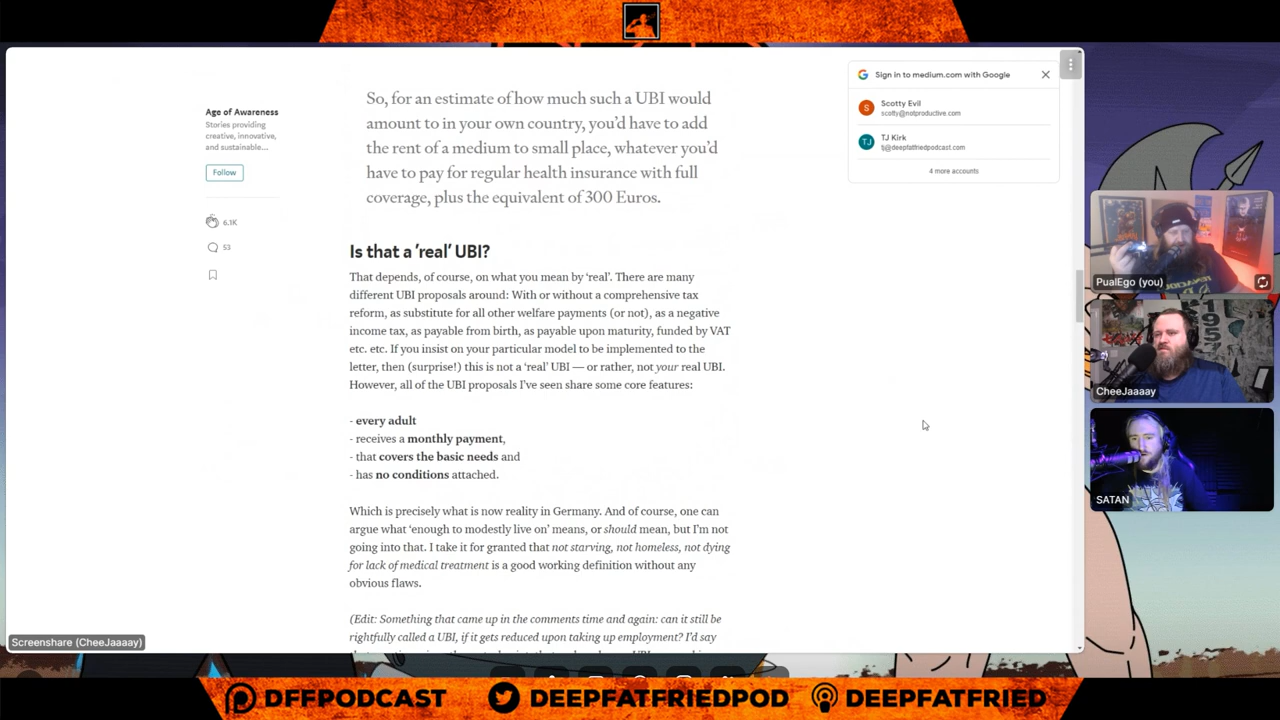 Age of Awareness
Stories providing
creative, innovative,
and sustainable...
Follow
6.1K
53
So, for an estimate of how much such a UBI would
amount to in your own country, you'd have to add
the rent of a medium to small place, whatever you'd
have to pay for regular health insurance with full
coverage, plus the equivalent of 300 Euros.
Is that a 'real' UBI?
That depends, of course, on what you mean by 'real'. There are many
different UBI proposals around: With or without a comprehensive tax
reform, as substitute for all other welfare payments (or not), as a negative
income tax, as payable from birth, as payable upon maturity, funded by VAT
etc. etc. If you insist on your particular model to be implemented to the
letter, then (surprise!) this is not a 'real' UBI — or rather, not your real UBI.
However, all of the UBI proposals I've seen share some core features:
- every adult
- receives a monthly payment,
- that covers the basic needs and
- has no conditions attached.
Which is precisely what is now reality in Germany. And of course, one can
argue what 'enough to modestly live on' means, or should mean, but I'm not
going into that. I take it for granted that not starving, not homeless, not dying
for lack of medical treatment is a good working definition without any
obvious flaws.
(Edit: Something that came up in the comments time and again: can it still be
rightfully called a UBI, if it gets reduced upon taking up employment? I'd say
Sign in to medium.com with Google
S
Scotty Evil
scotty@notproductive.com
TJ
TJ Kirk
tj@deepfatfriedpodcast.com
4 more accounts
PualEgo (you)
CheeJaaaay
SATAN
Screenshare (CheeJaaaay)
DFFPODCAST
DEEPFATFRIEDPOD
DEEPFATFRIED